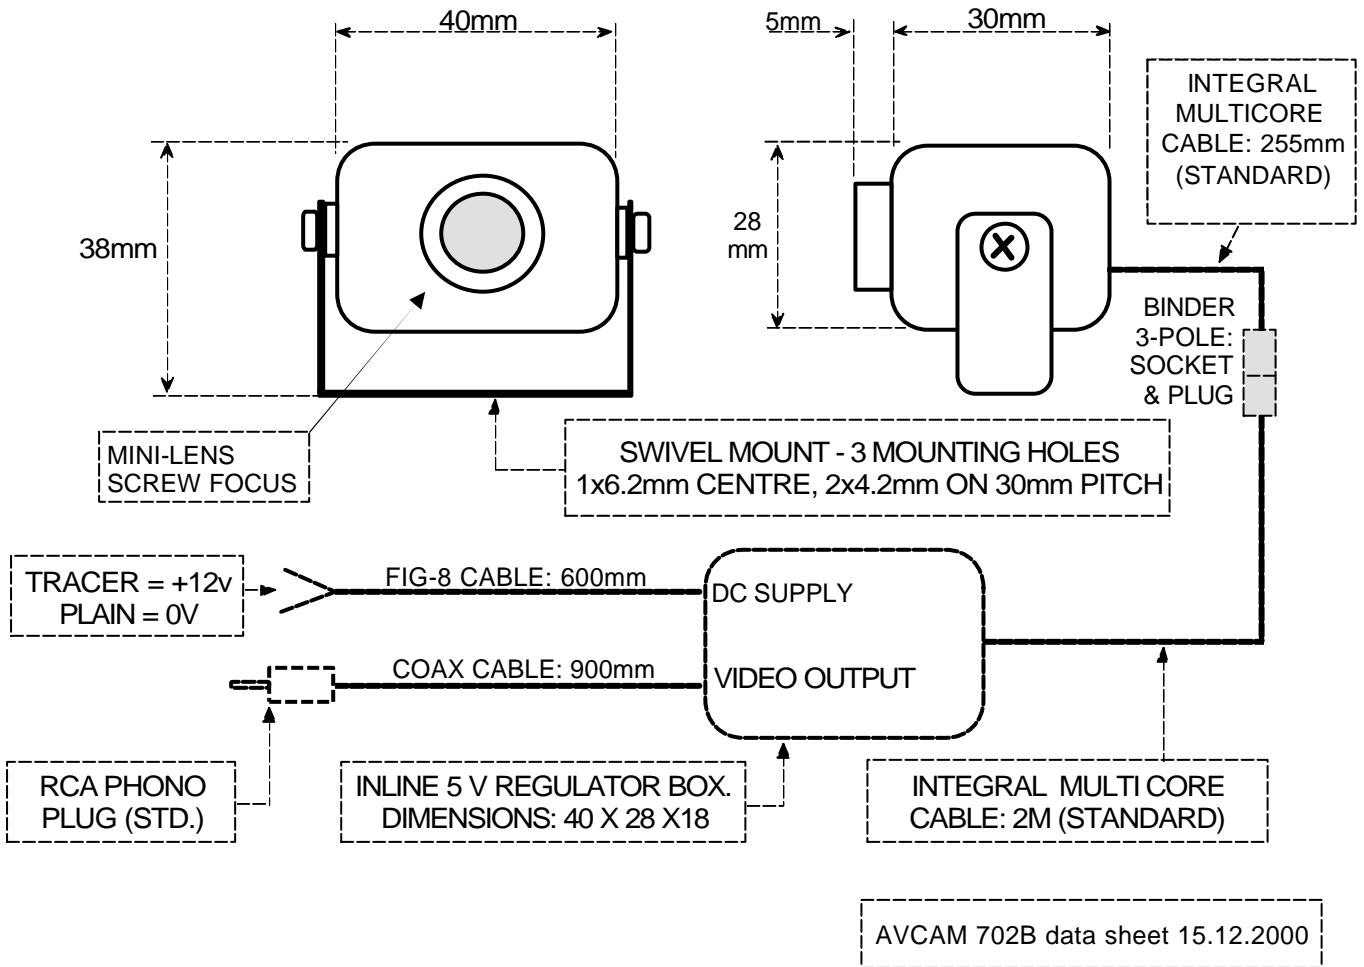 40mm
5mm
30mm
INTEGRAL
MULTICORE
CABLE: 255mm
(STANDARD)
38mm
28
mm
BINDER
3-POLE:
SOCKET
& PLUG
MINI-LENS
SCREW FOCUS
SWIVEL MOUNT - 3 MOUNTING HOLES
1x6.2mm CENTRE, 2x4.2mm ON 30mm PITCH
TRACER = +12v
PLAIN = 0V
FIG-8 CABLE: 600mm
DC SUPPLY
COAX CABLE: 900mm
VIDEO OUTPUT
RCA PHONO
PLUG (STD.)
INLINE 5 V REGULATOR BOX.
DIMENSIONS: 40 X 28 X18
INTEGRAL MULTI CORE
CABLE: 2M (STANDARD)
AVCAM 702B data sheet 15.12.2000